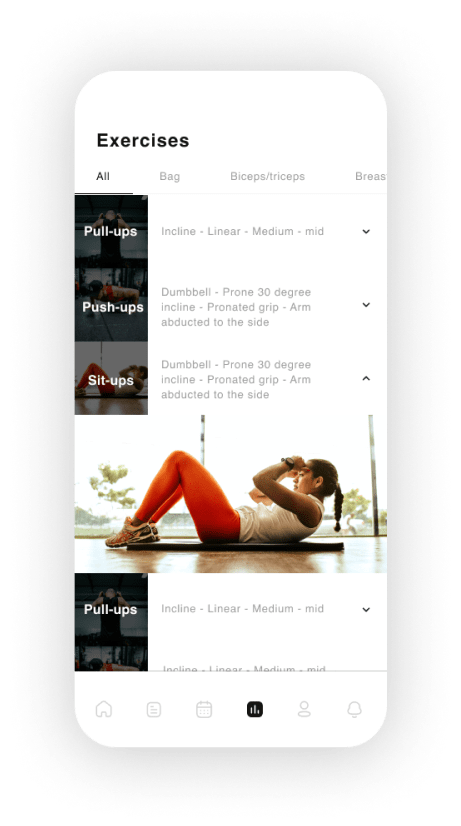 Exercises
All Bag Biceps/triceps Breas
Pull-ups
Incline - Linear - Medium - mid
Push-ups
Dumbbell - Prone 30 degree
incline - Pronated grip - Arm
abducted to the side
Sit-ups
Dumbbell - Prone 30 degree
incline - Pronated grip - Arm
abducted to the side
Pull-ups
Incline - Linear - Medium - mid
Incline - Linear - Medium - mid